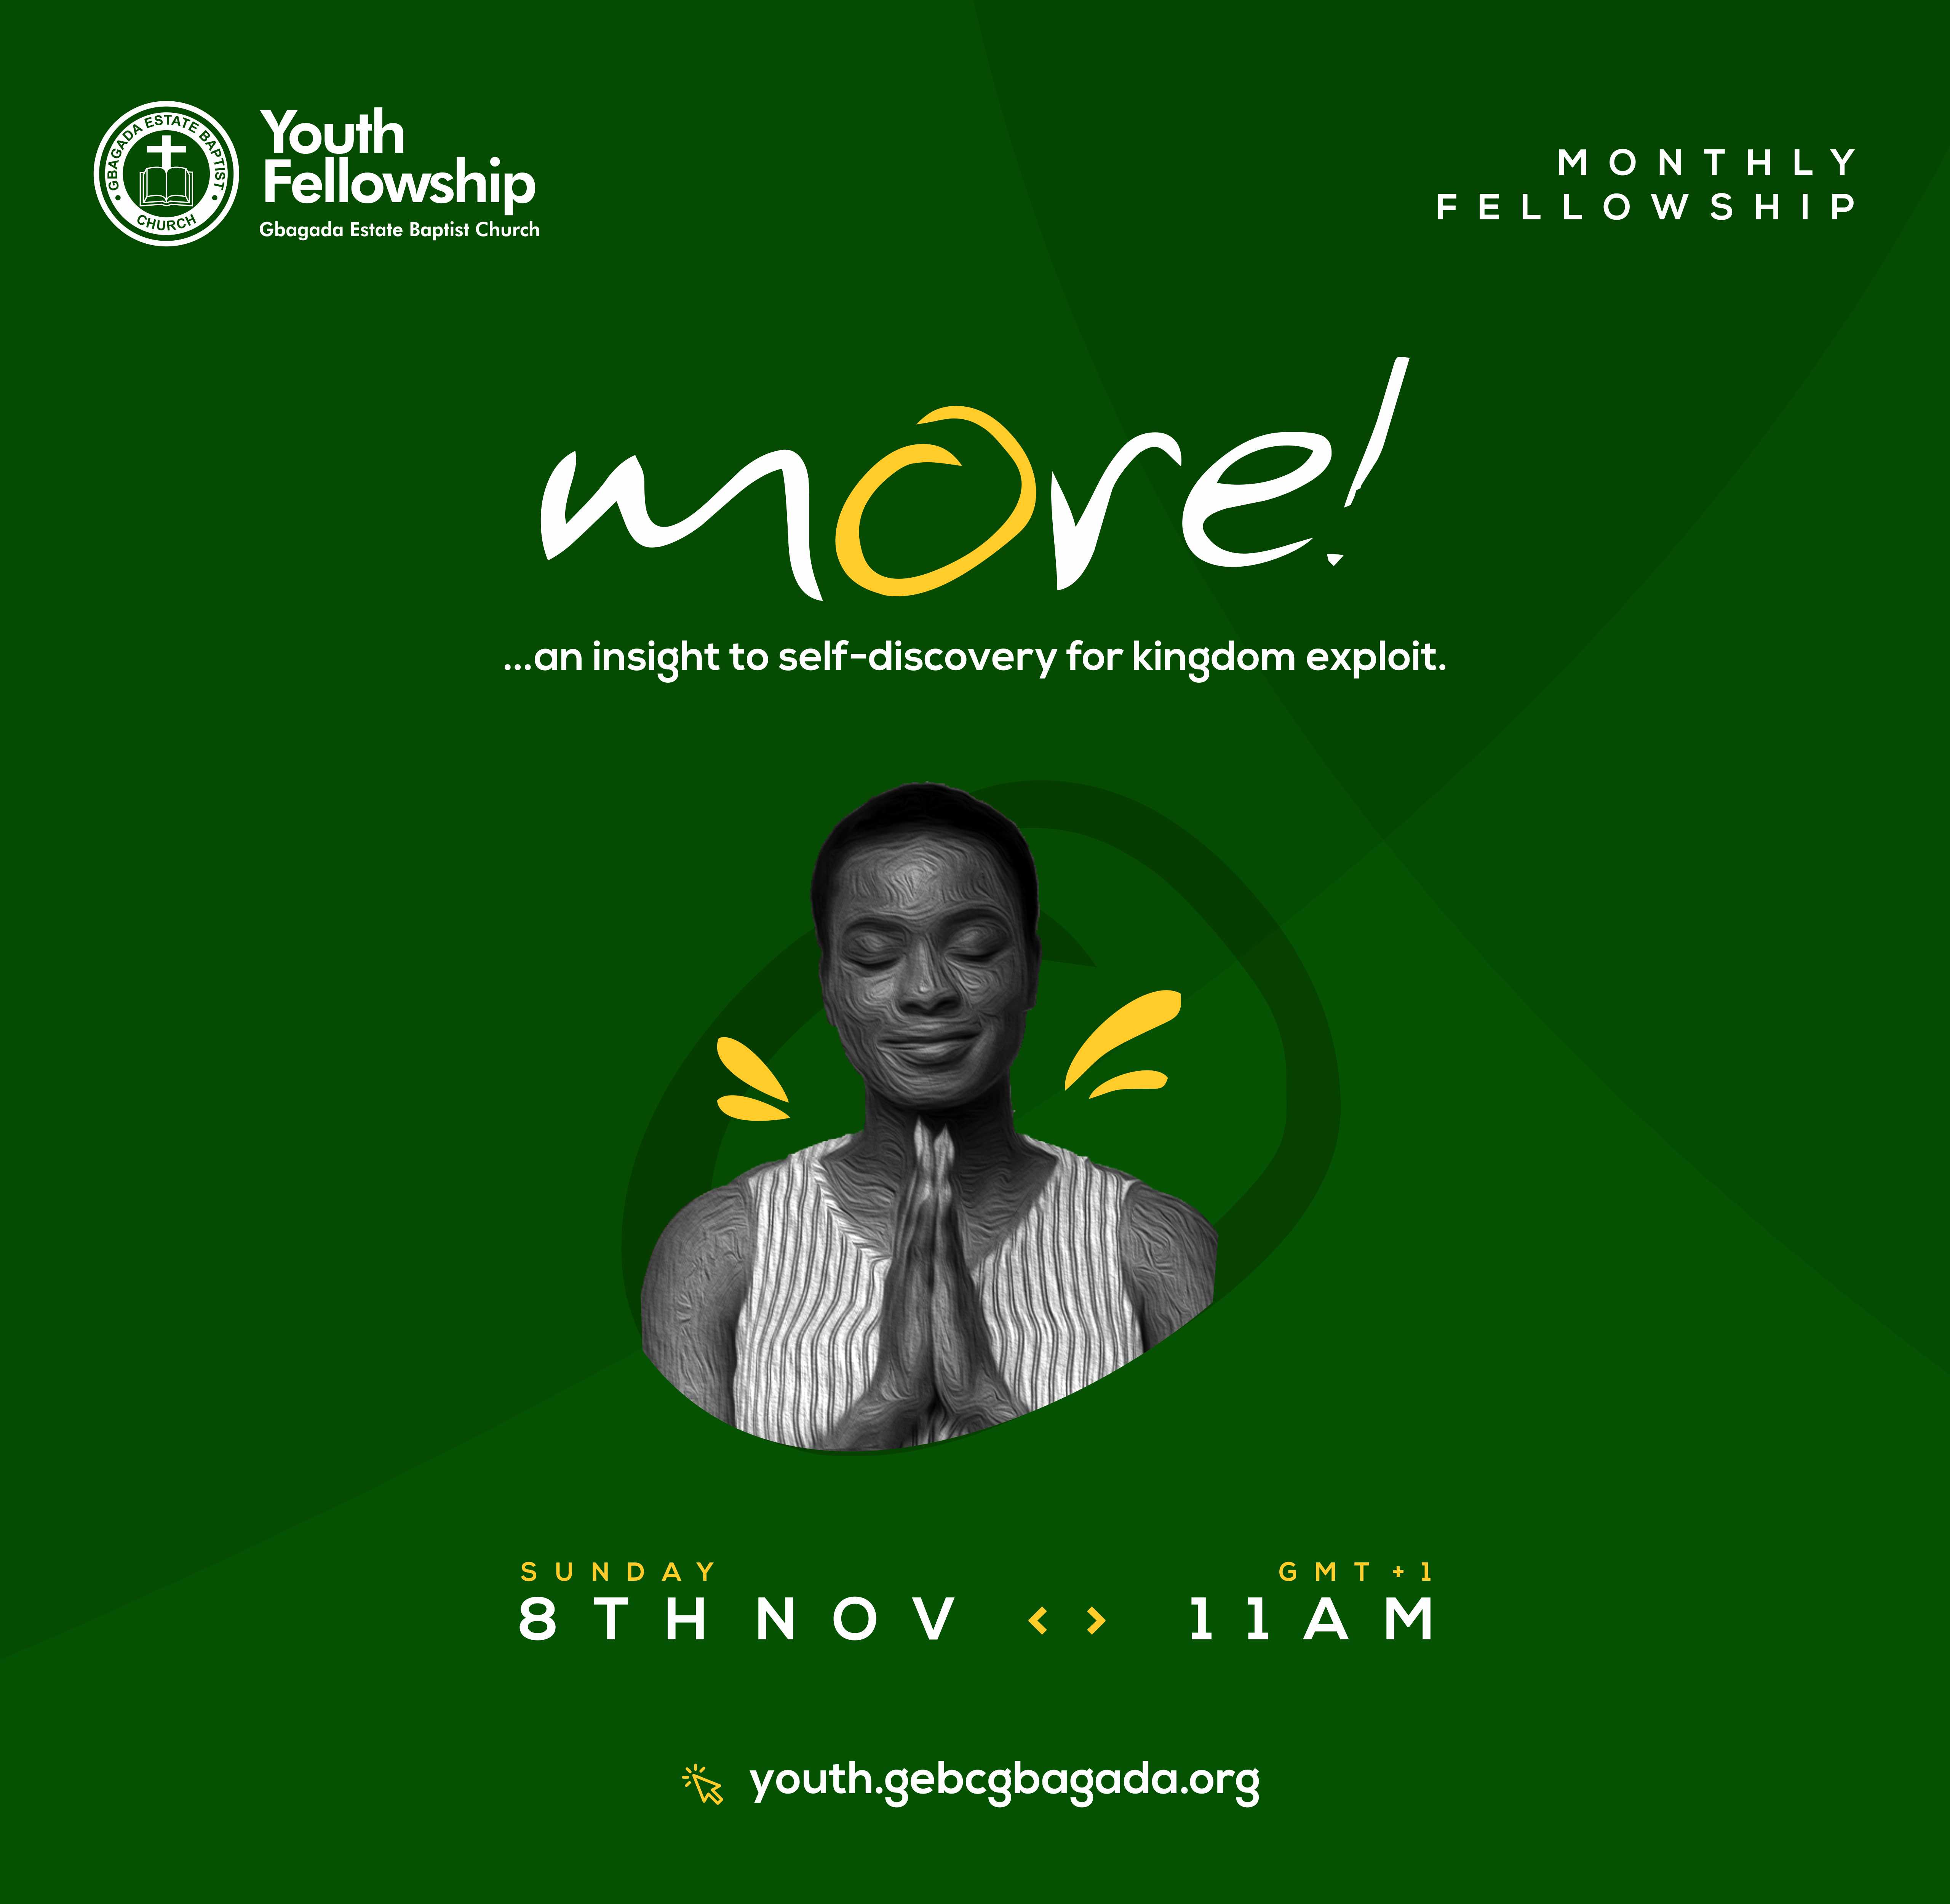 GBAGADA ESTATE BAPTIST
CHURCH
Youth
Fellowship
Gbagada Estate Baptist Church
MONTHLY
FELLOWSHIP
more!
...an insight to self-discovery for kingdom exploit.
SUNDAY
8TH NOV < > 11AM
GMT+1
youth.gebcgbagada.org